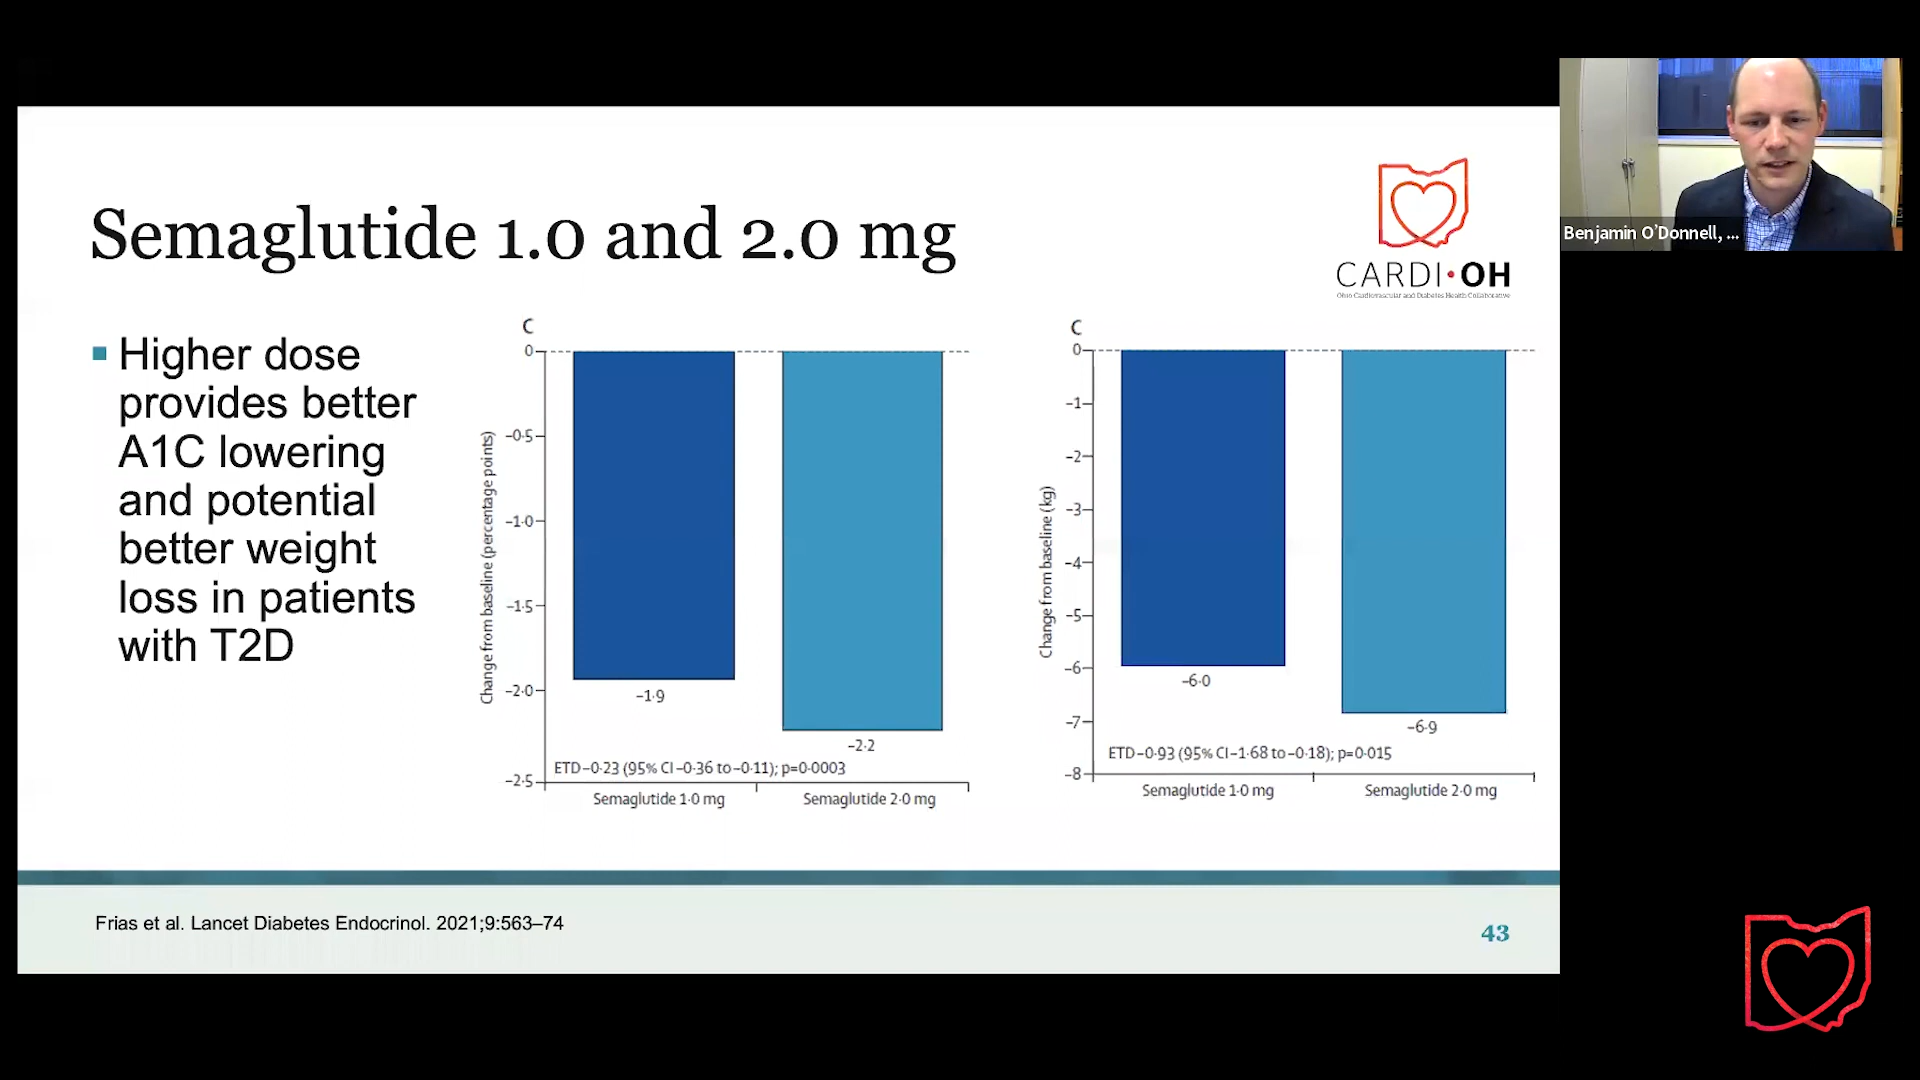 Semaglutide 1.0 and 2.0 mg
CARDI•OH
Ohio Cardiovascular and Diabetes Health Collaborative
Benjamin O'Donnell, ...
Higher dose
provides better
A1C lowering
and potential
better weight
loss in patients
with T2D
C
Change from baseline (percentage points)
0
–0·5
–1·0
–1·5
–2·0
–2·5
–1·9
–2·2
ETD –0·23 (95% CI –0·36 to –0·11); p=0·0003
Semaglutide 1·0 mg
Semaglutide 2·0 mg
C
Change from baseline (kg)
0
–1
–2
–3
–4
–5
–6
–7
–8
–6·0
–6·9
ETD –0·93 (95% CI –1·68 to –0·18); p=0·015
Semaglutide 1·0 mg
Semaglutide 2·0 mg
Frias et al. Lancet Diabetes Endocrinol. 2021;9:563–74
43